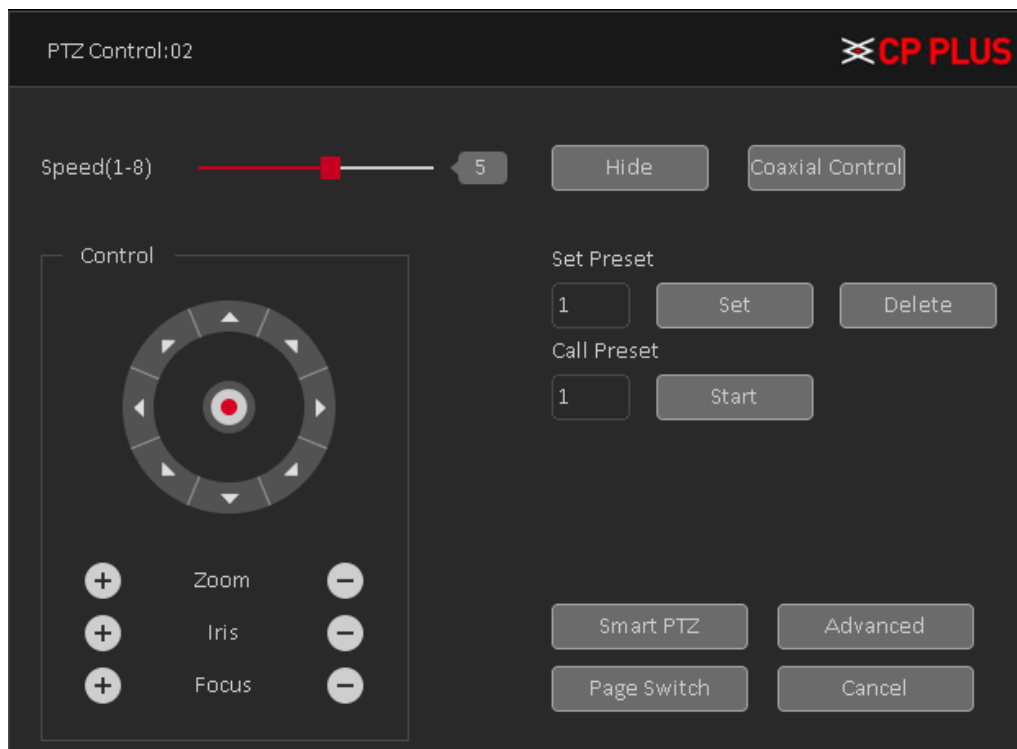 PTZ Control:02
CP PLUS
Speed(1-8)
5
Hide
Coaxial Control
Control
Set Preset
1
Set
Delete
Call Preset
1
Start
Zoom
Iris
Focus
Smart PTZ
Advanced
Page Switch
Cancel